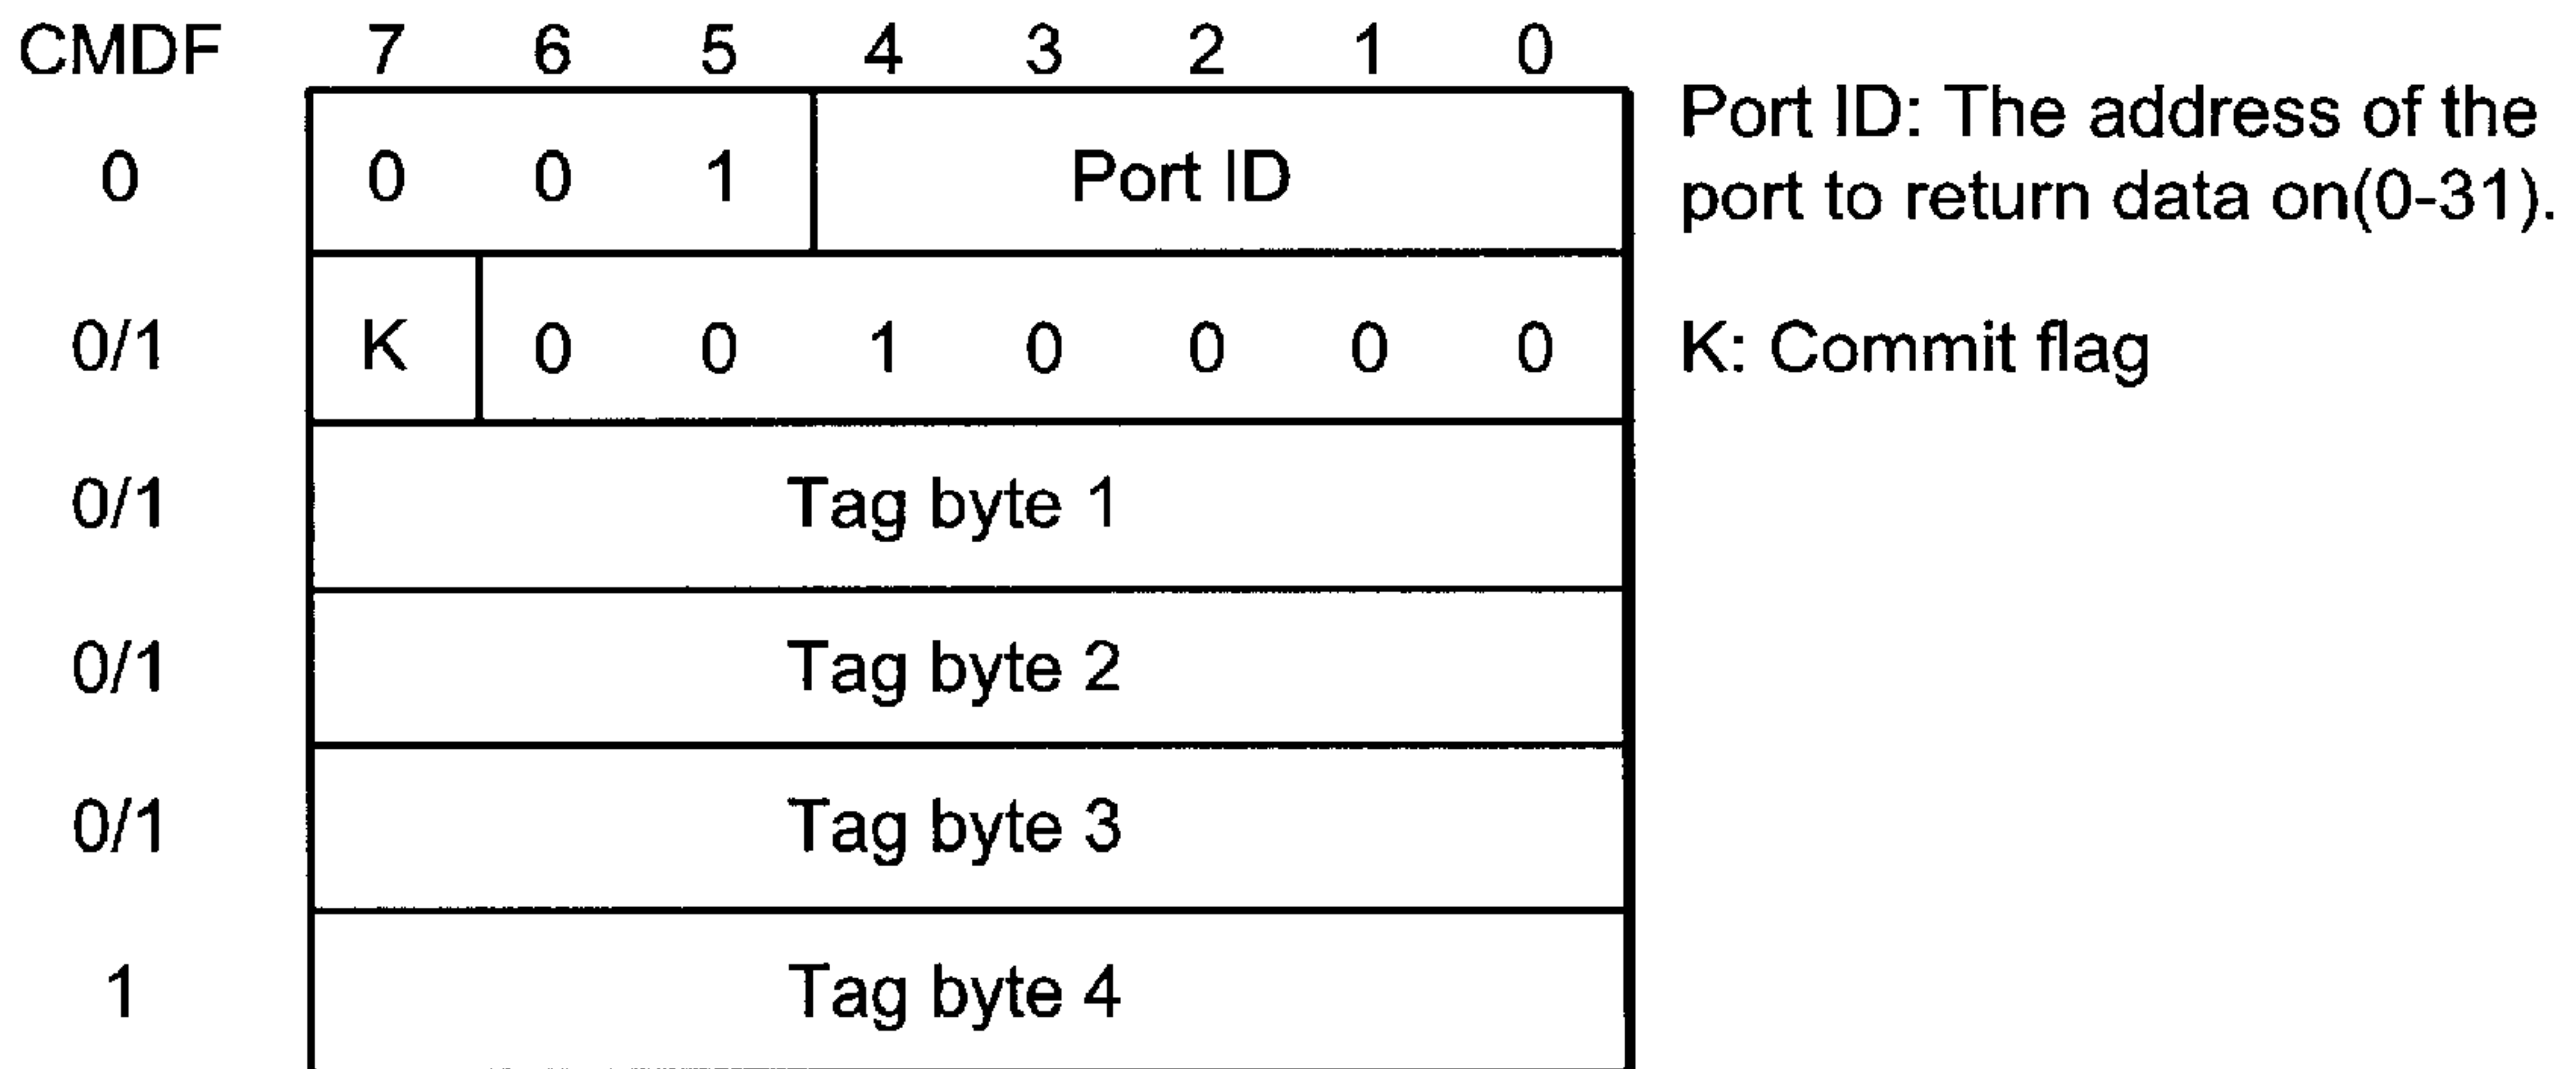 CMDF 7 6 5 4 3 2 1 0
0 0 0 1 Port ID Port ID: The address of the
port to return data on(0-31).
0/1 K 0 0 1 0 0 0 0 K: Commit flag
0/1 Tag byte 1
0/1 Tag byte 2
0/1 Tag byte 3
1 Tag byte 4